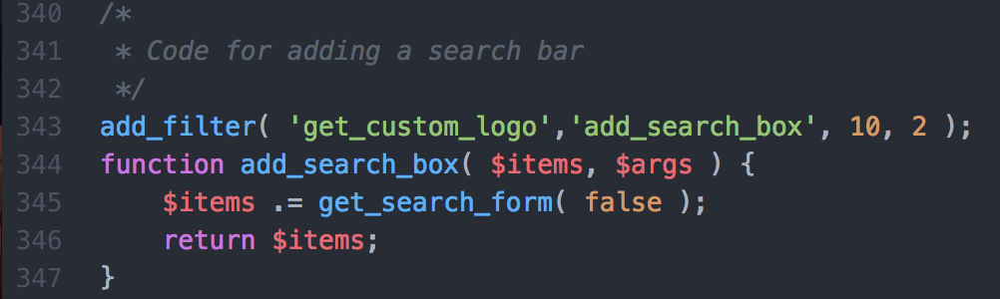 340 /*
341  * Code for adding a search bar
342  */
343 add_filter( 'get_custom_logo','add_search_box', 10, 2 );
344 function add_search_box( $items, $args ) {
345     $items .= get_search_form( false );
346     return $items;
347 }